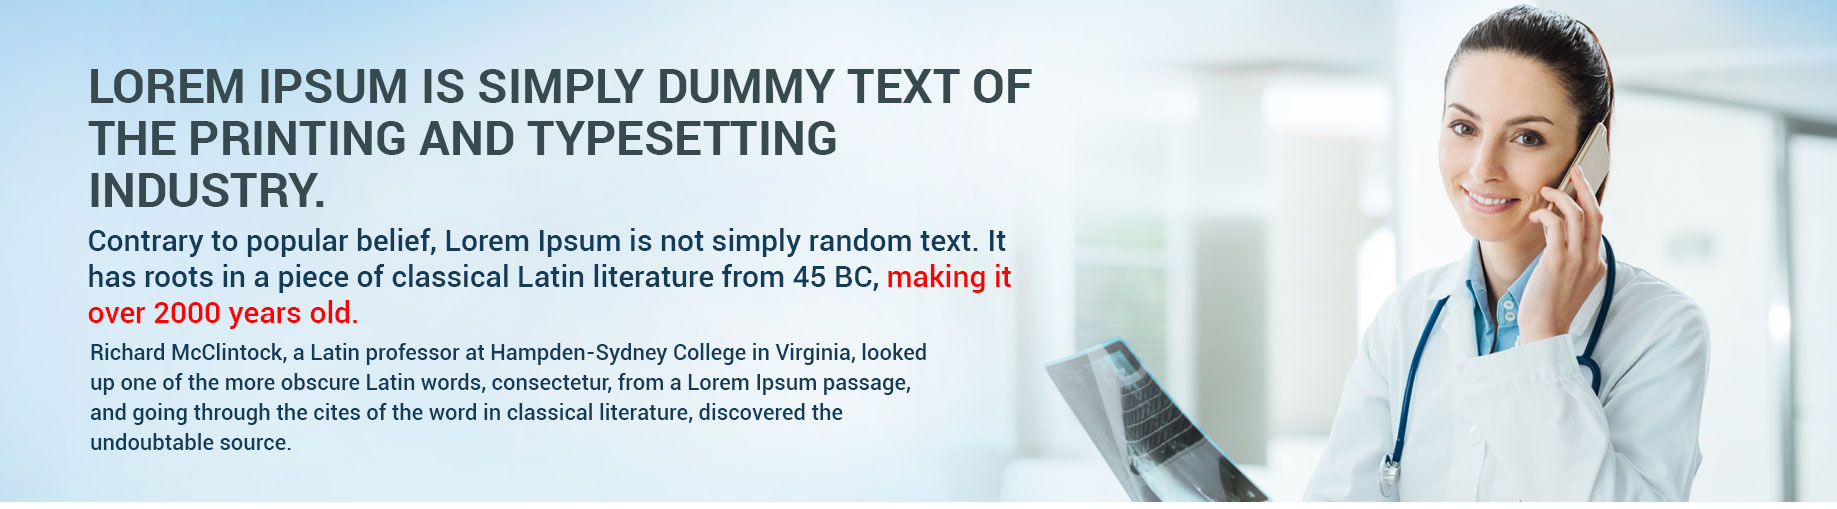 LOREM IPSUM IS SIMPLY DUMMY TEXT OF
THE PRINTING AND TYPESETTING
INDUSTRY.
Contrary to popular belief, Lorem Ipsum is not simply random text. It
has roots in a piece of classical Latin literature from 45 BC, making it
over 2000 years old.
Richard McClintock, a Latin professor at Hampden-Sydney College in Virginia, looked
up one of the more obscure Latin words, consectetur, from a Lorem Ipsum passage,
and going through the cites of the word in classical literature, discovered the
undoubtable source.